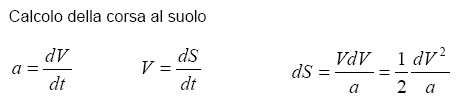 Calcolo della corsa al suolo
a = dV/dt   V = dS/dt   dS = VdV/a = 1/2 dV²/a